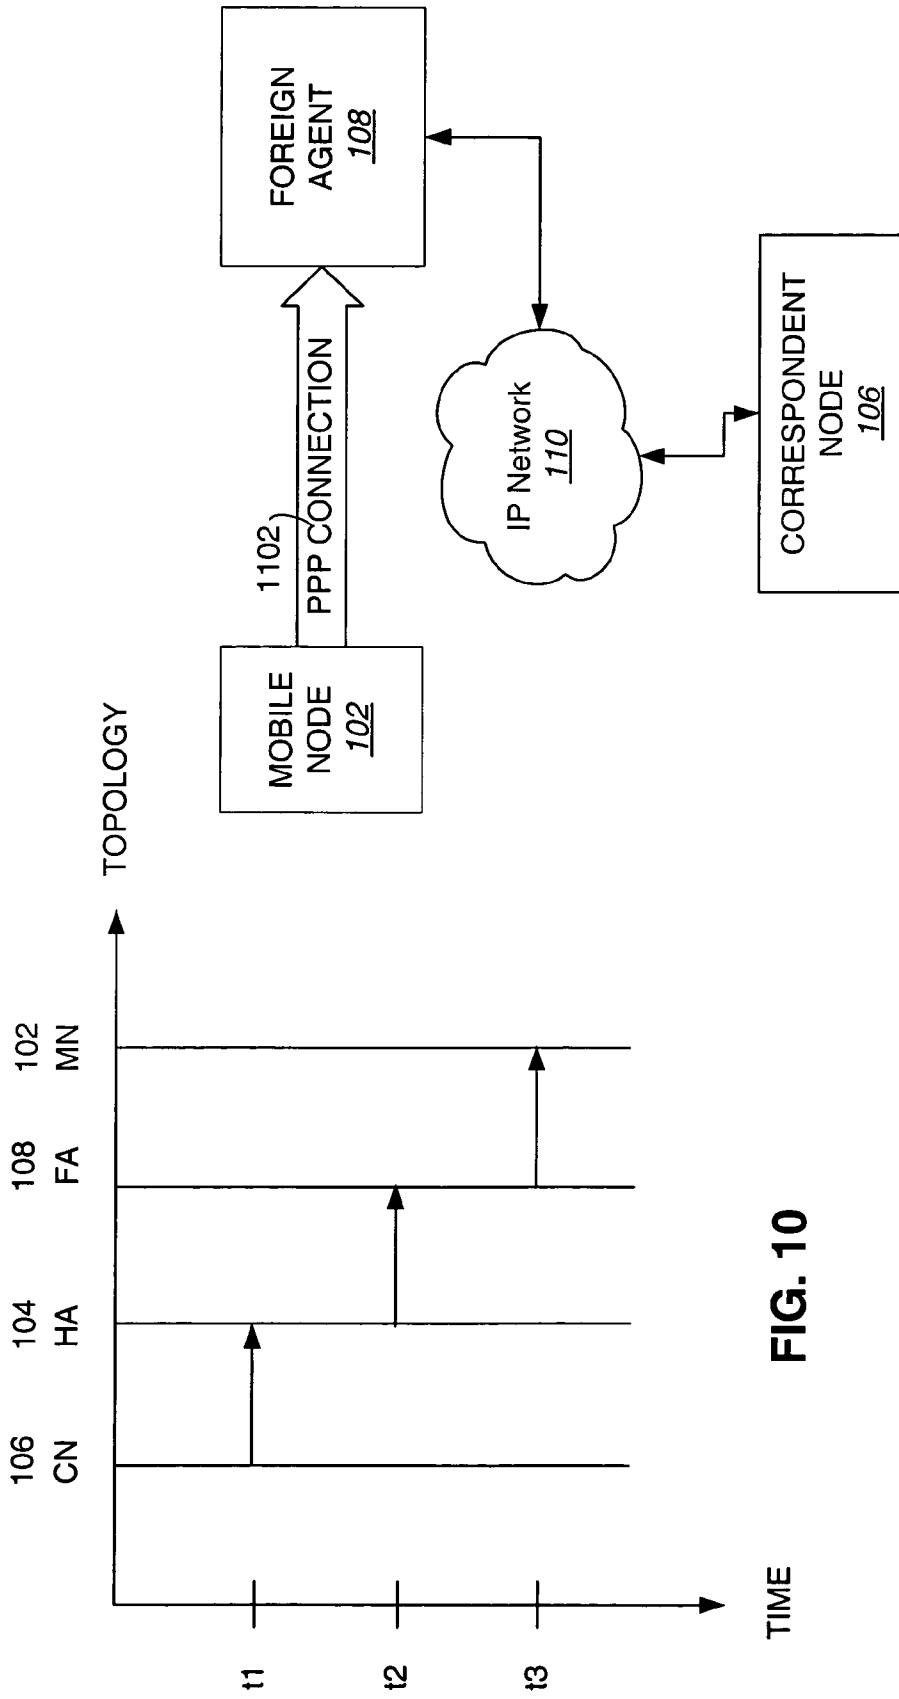 106
CN
104
HA
108
FA
102
MN
TOPOLOGY
t1
t2
t3
TIME
FIG. 10
MOBILE
NODE
102
1102
PPP CONNECTION
FOREIGN
AGENT
108
IP Network
110
CORRESPONDENT
NODE
106